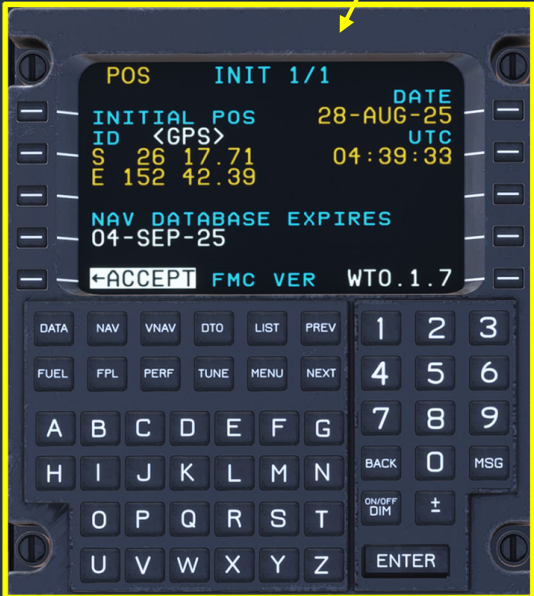 POS INIT 1/1
DATE
INITIAL POS 28-AUG-25
ID <GPS> UTC
S 26 17.71 04:39:33
E 152 42.39
NAV DATABASE EXPIRES
04-SEP-25
←ACCEPT FMC VER WTO.1.7
DATA NAV VNAV DTO LIST PREV
FUEL FPL PERF TUNE MENU NEXT
A B C D E F G
H I J K L M N
O P Q R S T
U V W X Y Z
1 2 3
4 5 6
7 8 9
BACK 0 MSG
ON/OFF
DIM ±
ENTER